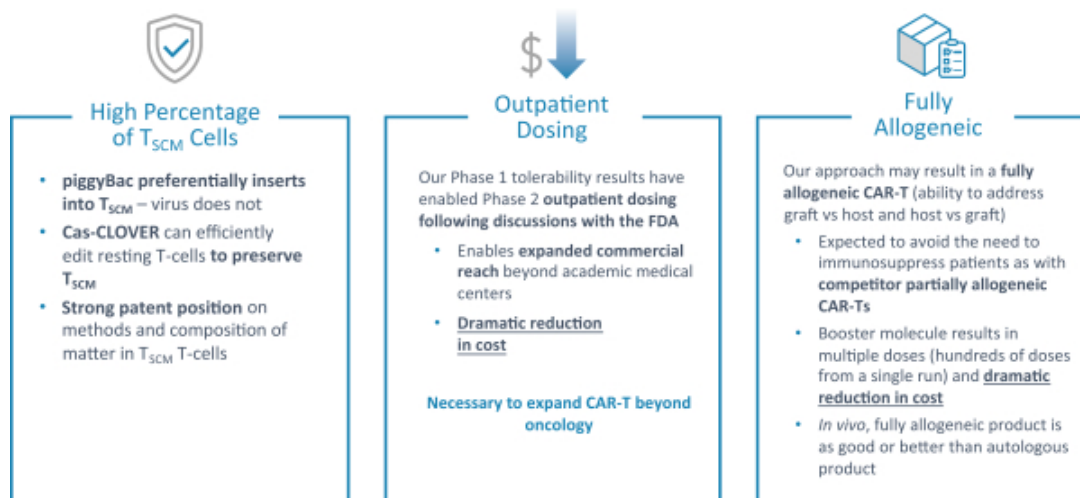 High Percentage
of TSCM Cells
• piggyBac preferentially inserts
into TSCM – virus does not
• Cas-CLOVER can efficiently
edit resting T-cells to preserve
TSCM
• Strong patent position on
methods and composition of
matter in TSCM T-cells
$
Outpatient
Dosing
Our Phase 1 tolerability results have
enabled Phase 2 outpatient dosing
following discussions with the FDA
• Enables expanded commercial
reach beyond academic medical
centers
• Dramatic reduction
in cost
Necessary to expand CAR-T beyond
oncology
Fully
Allogeneic
Our approach may result in a fully
allogeneic CAR-T (ability to address
graft vs host and host vs graft)
• Expected to avoid the need to
immunosuppress patients as with
competitor partially allogeneic
CAR-Ts
• Booster molecule results in
multiple doses (hundreds of doses
from a single run) and dramatic
reduction in cost
• In vivo, fully allogeneic product is
as good or better than autologous
product